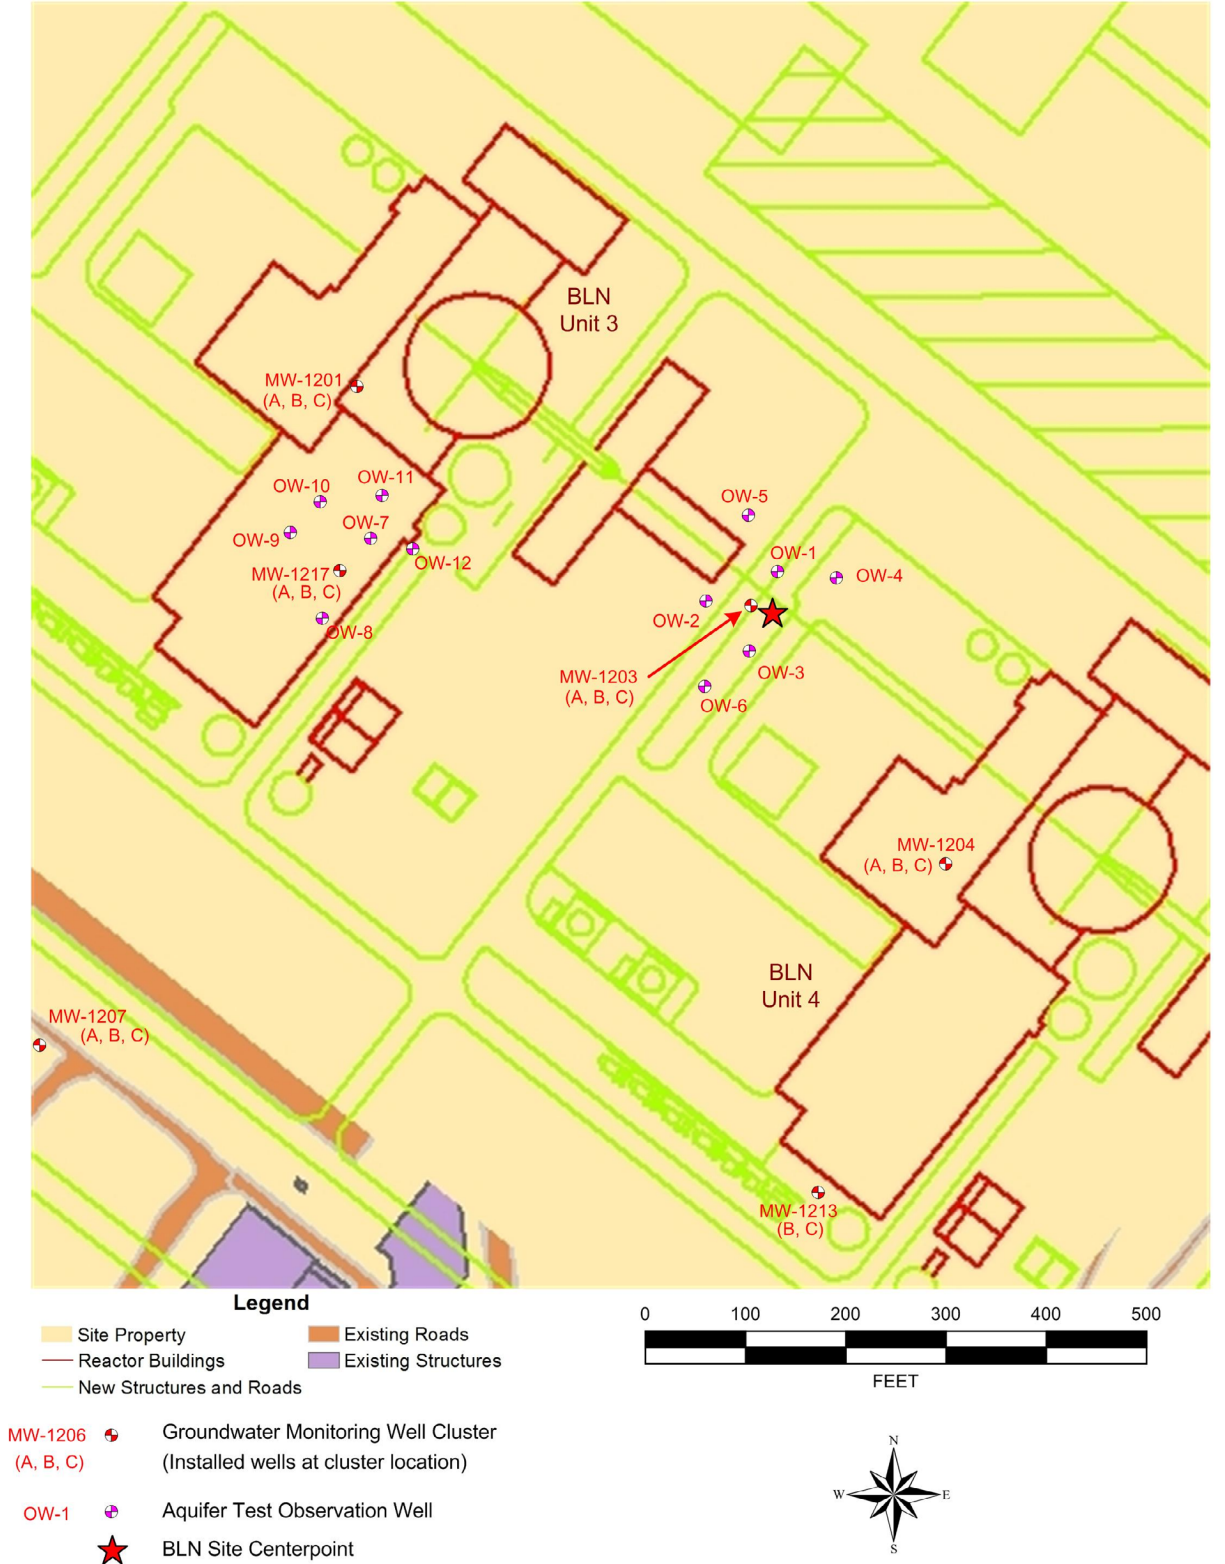 BLN
Unit 3
MW-1201
(A, B, C)
OW-10
OW-11
OW-5
OW-9
OW-7
OW-12
OW-1
OW-4
MW-1217
(A, B, C)
OW-2
OW-8
MW-1203
(A, B, C)
OW-3
OW-6
MW-1204
(A, B, C)
BLN
Unit 4
MW-1207
(A, B, C)
MW-1213
(B, C)
Legend
Site Property
Existing Roads
Reactor Buildings
Existing Structures
New Structures and Roads
0 100 200 300 400 500
FEET
MW-1206
(A, B, C)
Groundwater Monitoring Well Cluster
(Installed wells at cluster location)
OW-1
Aquifer Test Observation Well
BLN Site Centerpoint
N
W
E
S